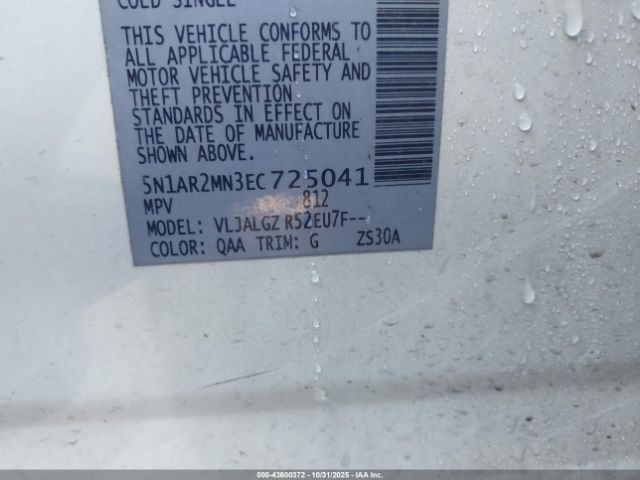 COLD SINGLE
THIS VEHICLE CONFORMS TO
ALL APPLICABLE FEDERAL
MOTOR VEHICLE SAFETY AND
THEFT PREVENTION
STANDARDS IN EFFECT ON
THE DATE OF MANUFACTURE
SHOWN ABOVE.
5N1AR2MN3EC725041
MPV 812
MODEL: VLJALGZ R52EU7F--
COLOR: QAA TRIM: G ZS30A
000-43600372 - 10/31/2025 - IAAI.com